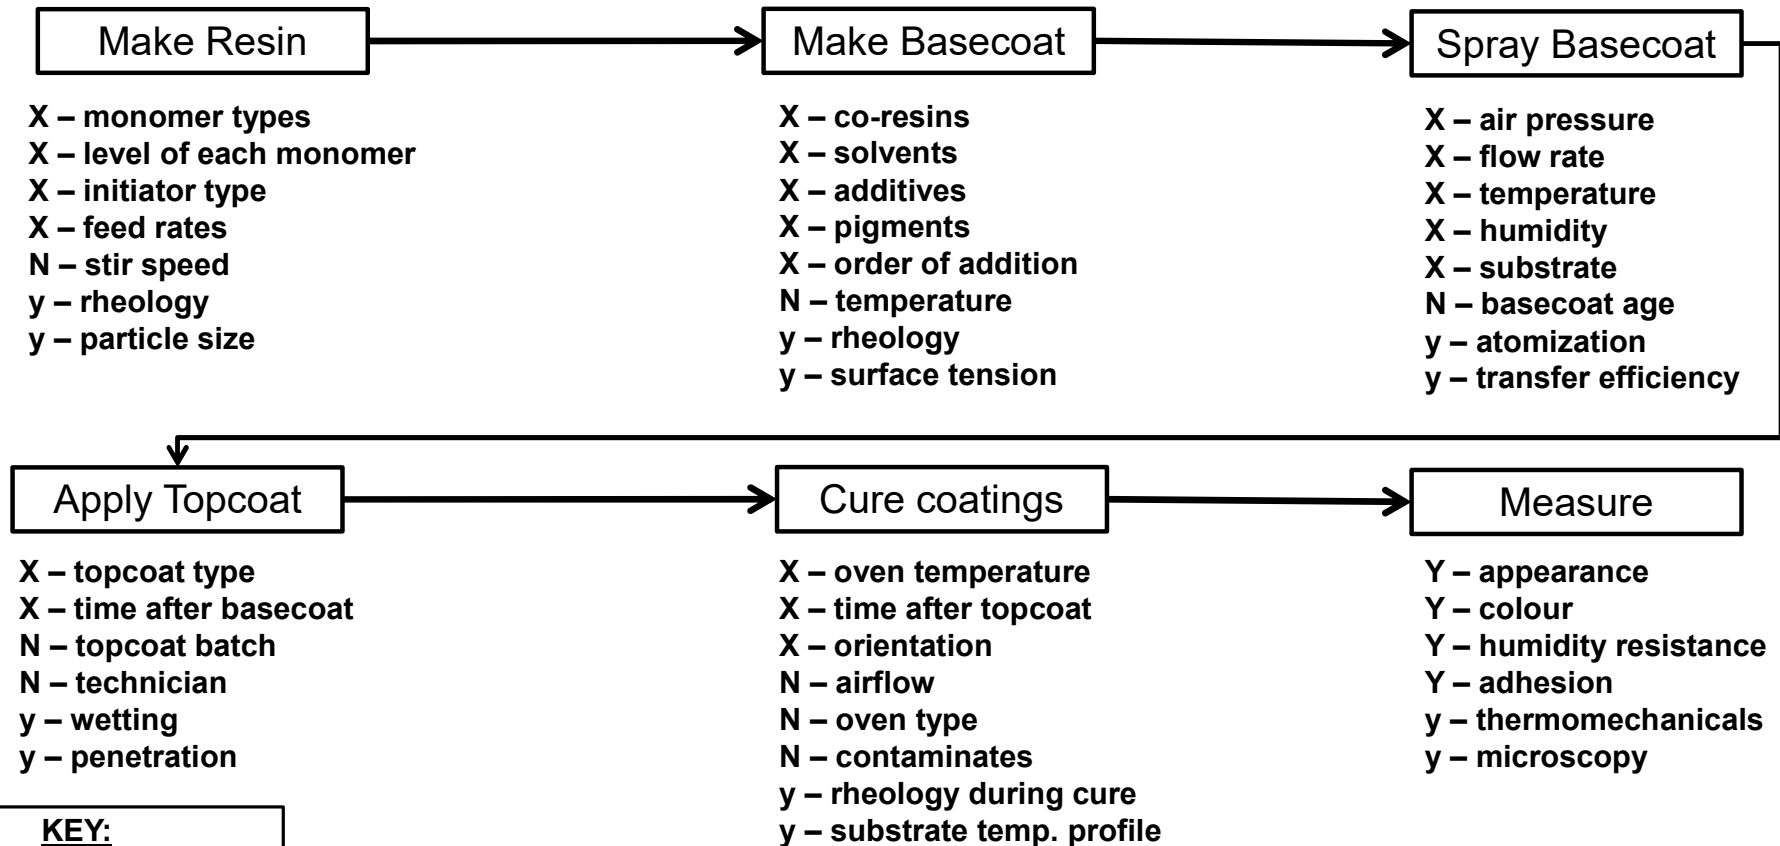 Make Resin
X – monomer types
X – level of each monomer
X – initiator type
X – feed rates
N – stir speed
y – rheology
y – particle size
Make Basecoat
X – co-resins
X – solvents
X – additives
X – pigments
X – order of addition
N – temperature
y – rheology
y – surface tension
Spray Basecoat
X – air pressure
X – flow rate
X – temperature
X – humidity
X – substrate
N – basecoat age
y – atomization
y – transfer efficiency
Apply Topcoat
X – topcoat type
X – time after basecoat
N – topcoat batch
N – technician
y – wetting
y – penetration
Cure coatings
X – oven temperature
X – time after topcoat
X – orientation
N – airflow
N – oven type
N – contaminates
y – rheology during cure
y – substrate temp. profile
Measure
Y – appearance
Y – colour
Y – humidity resistance
Y – adhesion
y – thermomechanicals
y – microscopy
KEY: